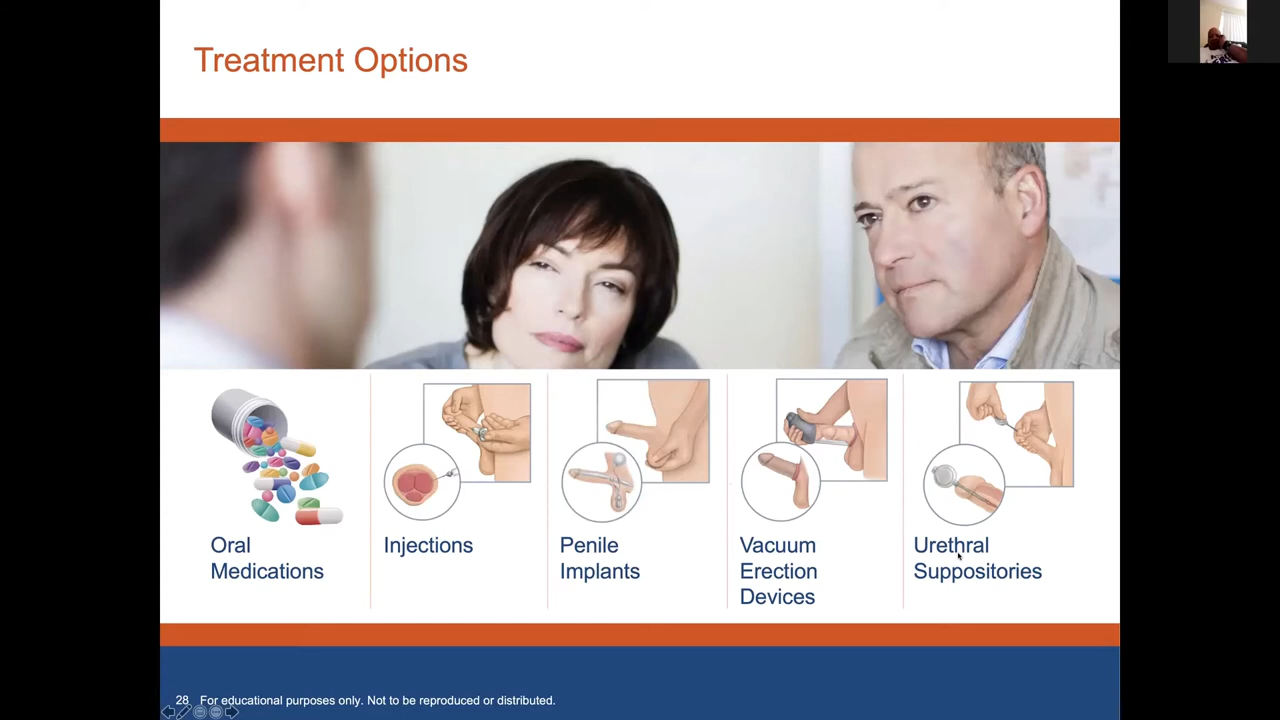 Treatment Options
Oral
Medications
Injections
Penile
Implants
Vacuum
Erection
Devices
Urethral
Suppositories
28 For educational purposes only. Not to be reproduced or distributed.